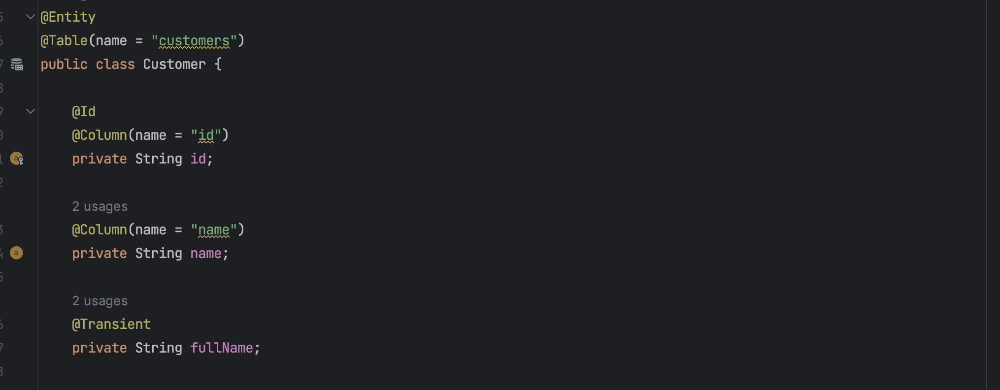 @Entity
@Table(name = "customers")
public class Customer {
@Id
@Column(name = "id")
private String id;
2 usages
@Column(name = "name")
private String name;
2 usages
@Transient
private String fullName;